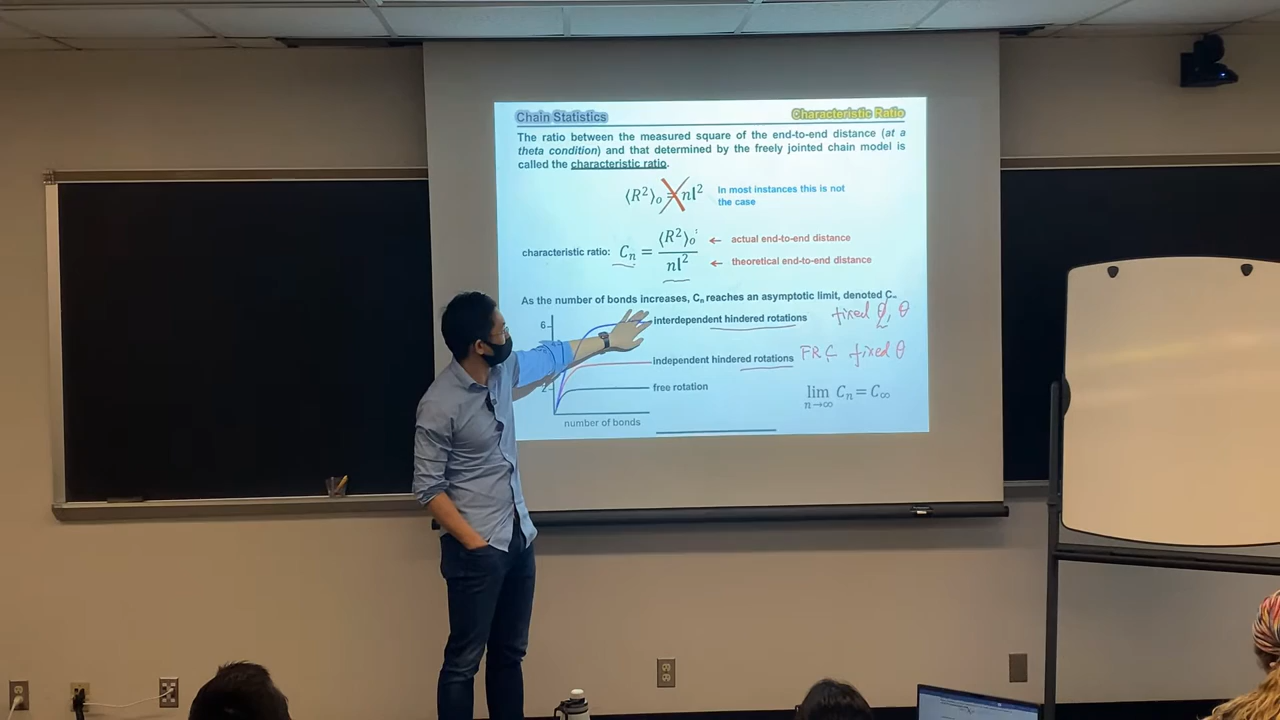 Chain Statistics
Characteristic Ratio
The ratio between the measured square of the end-to-end distance (at a
theta condition) and that determined by the freely jointed chain model is
called the characteristic ratio.
⟨R²⟩ₒ = nl²
In most instances this is not
the case
characteristic ratio: Cₙ = ⟨R²⟩ₒ / nl²
← actual end-to-end distance
← theoretical end-to-end distance
As the number of bonds increases, Cₙ reaches an asymptotic limit, denoted C∞
6
interdependent hindered rotations
fixed φ, θ
independent hindered rotations
FRC fixed θ
2
free rotation
lim n→∞ Cₙ = C∞
number of bonds